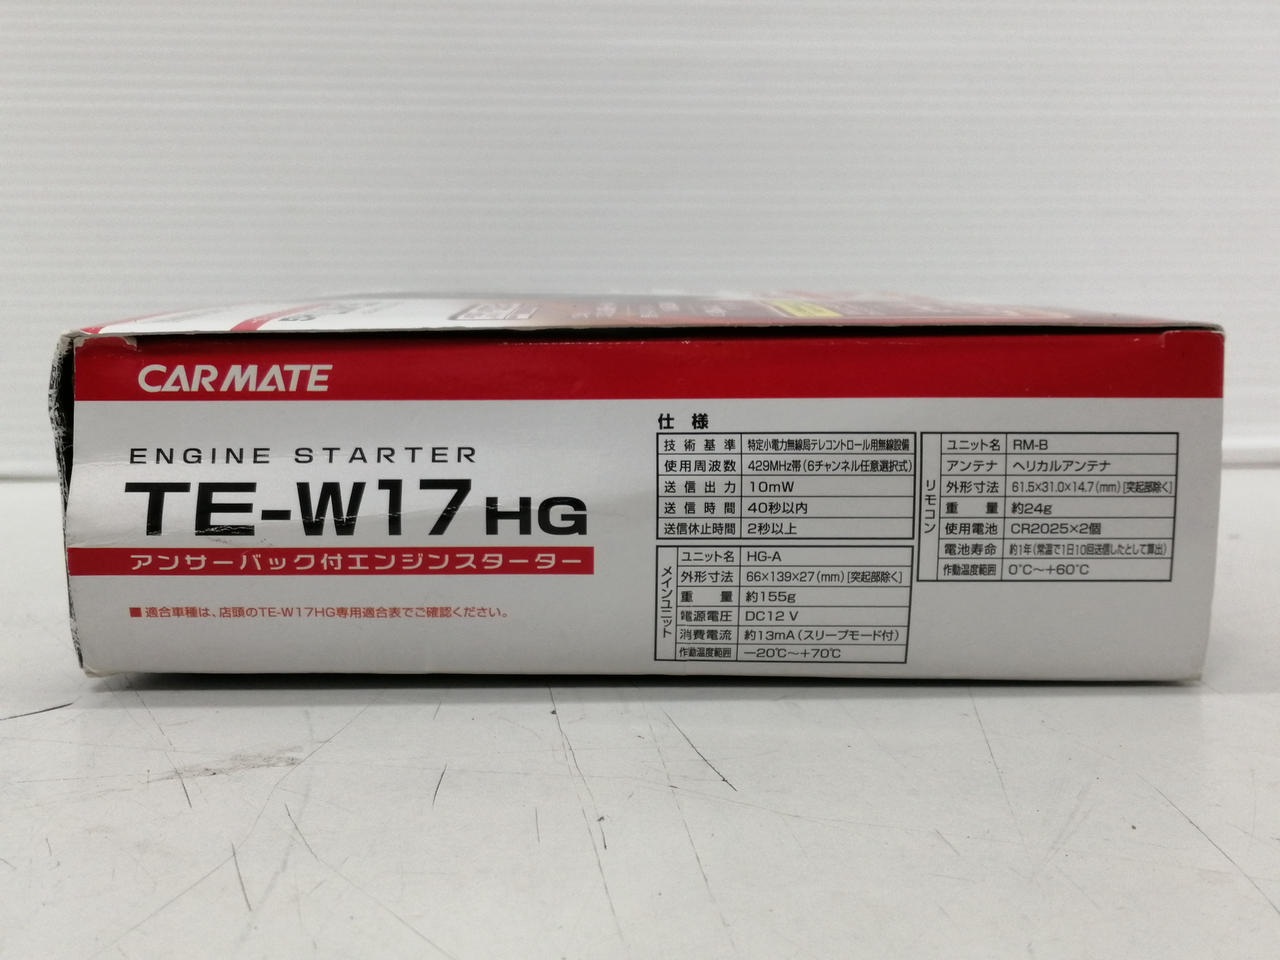 CARMATE
ENGINE STARTER
TE-W17HG
アンサーバック付エンジンスターター
■適合車種は、店頭のTE-W17HG専用適合表でご確認ください。
仕 様
技術基準 特定小電力無線局テレコントロール用無線設備
使用周波数 429MHz帯(6チャンネル任意選択式)
送信出力 10mW
送信時間 40秒以内
送信休止時間 2秒以上
メインユニット
ユニット名 HG-A
外形寸法 66×139×27(mm)[突起部除く]
重量 約155g
電源電圧 DC12V
消費電流 約13mA(スリープモード付)
作動温度範囲 −20℃〜+70℃
リモコン
ユニット名 RM-B
アンテナ ヘリカルアンテナ
外形寸法 61.5×31.0×14.7(mm)[突起部除く]
重量 約24g
使用電池 CR2025×2個
電池寿命 約1年(常温で1日10回送信したとして算出)
作動温度範囲 0℃〜+60℃